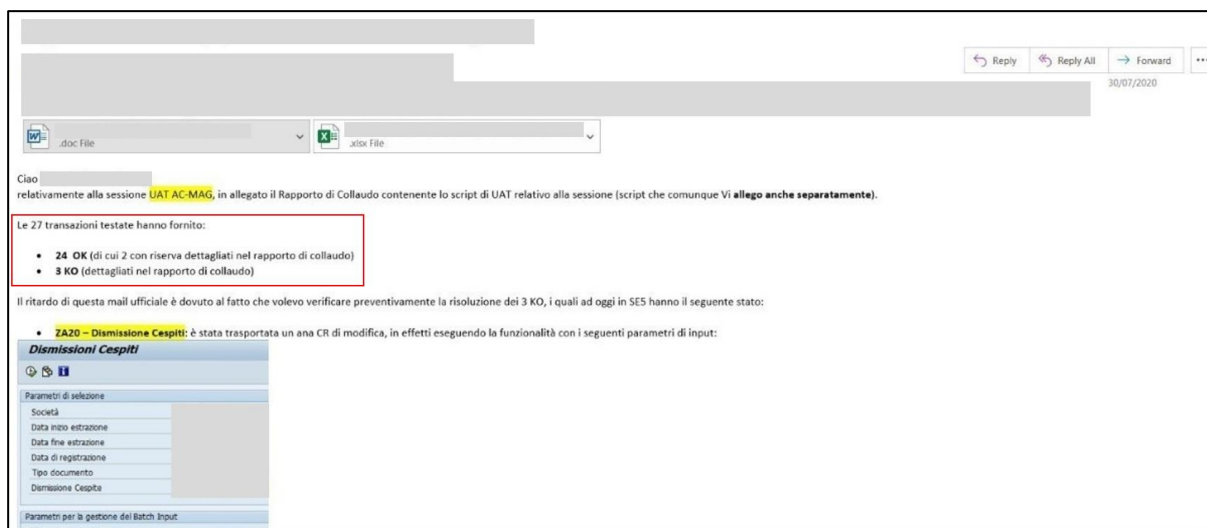 Reply
Reply All
Forward
30/07/2020
.doc File
.xlsx File
Ciao
relativamente alla sessione UAT AC-MAG, in allegato il Rapporto di Collaudo contenente lo script di UAT relativo alla sessione (script che comunque Vi allego anche separatamente).
Le 27 transazioni testate hanno fornito:
• 24 OK (di cui 2 con riserva dettagliati nel rapporto di collaudo)
• 3 KO (dettagliati nel rapporto di collaudo)
Il ritardo di questa mail ufficiale è dovuto al fatto che volevo verificare preventivamente la risoluzione dei 3 KO, i quali ad oggi in SE5 hanno il seguente stato:
• ZA20 – Dismissione Cespiti: è stata trasportata un ana CR di modifica, in effetti eseguendo la funzionalità con i seguenti parametri di input:
Dismissioni Cespiti
Parametri di selezione
Società
Data inizio estrazione
Data fine estrazione
Data di registrazione
Tipo documento
Dismissione Cespite
Parametri per la gestione del Batch Input